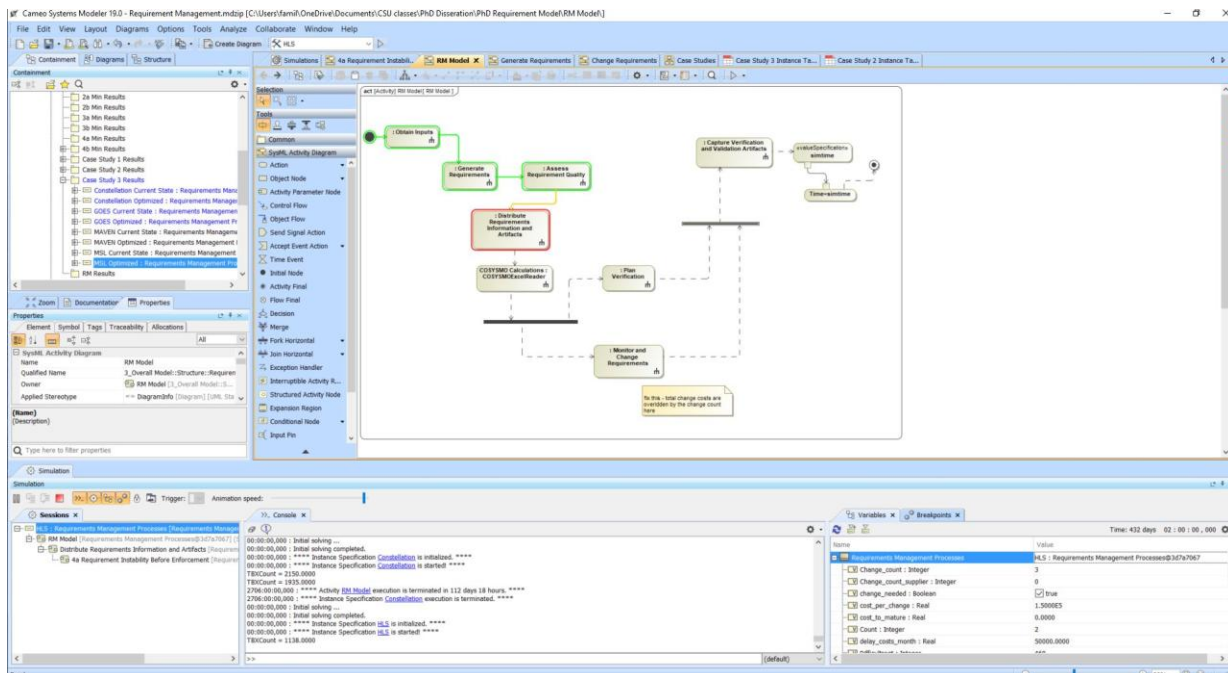 Cameo Systems Modeler 19.0 - Requirement Management.mdzip [C:\Users\famil\OneDrive\Documents\CSU classes\PhD Disseration\PhD Requirement Model\RM Model\]
File Edit View Layout Diagrams Options Tools Analyze Collaborate Window Help
Create Diagram HLS
Containment Diagrams Structure
Simulations 4a Requirement Instabili... RM Model Generate Requirements Change Requirements Case Studies Case Study 3 Instance Ta... Case Study 2 Instance Ta...
Containment
2a Min Results
2b Min Results
3a Min Results
3b Min Results
4a Min Results
4b Min Results
Case Study 1 Results
Case Study 2 Results
Case Study 3 Results
Constellation Current State : Requirements Mana
Constellation Optimized : Requirements Manager
GOES Current State : Requirements Managemen
GOES Optimized : Requirements Management Pr
MAVEN Current State : Requirements Manageme
MAVEN Optimized : Requirements Management I
MSL Current State : Requirements Management
MSL Optimized : Requirements Management Pro
RM Results
Zoom Documentation Properties
Properties
Element Symbol Tags Traceability Allocations
All
SysML Activity Diagram
Name RM Model
Qualified Name 3_Overall Model::Structure::Requiren
Owner RM Model [3_Overall Model::S...
Applied Stereotype DiagramInfo [Diagram] [UML Sta
(Name)
(Description)
Type here to filter properties
Selection
Tools
Common
SysML Activity Diagram
Action
Object Node
Activity Parameter Node
Control Flow
Object Flow
Send Signal Action
Accept Event Action
Time Event
Initial Node
Activity Final
Flow Final
Decision
Merge
Fork Horizontal
Join Horizontal
Exception Handler
Interruptible Activity R...
Structured Activity Node
Expansion Region
Conditional Node
Input Pin
act [Activity] RM Model[ RM Model ]
: Obtain Inputs
: Generate
Requirements
: Assess
Requirement Quality
: Distribute
Requirements
Information and
Artifacts
COSYSMO Calculations :
COSYSMOExcelReader
: Plan
Verification
: Monitor and
Change
Requirements
: Capture Verification
and Validation Artifacts
«valueSpecification»
simtime
Time=simtime
fix this - total change costs are
overidden by the change count
here
Simulation
Simulation
Trigger: Animation speed:
Sessions
HLS : Requirements Management Processes [Requirements Manage
RM Model [Requirements Management Processes@3d7a7067]
Distribute Requirements Information and Artifacts [Requirem
4a Requirement Instability Before Enforcement [Require
Console
00:00:00,000 : Initial solving ...
00:00:00,000 : Initial solving completed.
00:00:00,000 : **** Instance Specification Constellation is initialized. ****
00:00:00,000 : **** Instance Specification Constellation is started! ****
TBXCount = 2150.0000
TBXCount = 1935.0000
2706:00:00,000 : **** Activity RM Model execution is terminated in 112 days 18 hours. ****
2706:00:00,000 : **** Instance Specification Constellation execution is terminated. ****
00:00:00,000 : Initial solving ...
00:00:00,000 : Initial solving completed.
00:00:00,000 : **** Instance Specification HLS is initialized. ****
00:00:00,000 : **** Instance Specification HLS is started! ****
TBXCount = 1138.0000
>>
(default)
Variables Breakpoints
Time: 432 days 02 : 00 : 00 , 000
Name Value
Requirements Management Processes HLS : Requirements Management Processes@3d7a7067
Change_count : Integer 3
Change_count_supplier : Integer 0
change_needed : Boolean true
cost_per_change : Real 1.5000E5
cost_to_mature : Real 0.0000
Count : Integer 2
delay_costs_month : Real 50000.0000